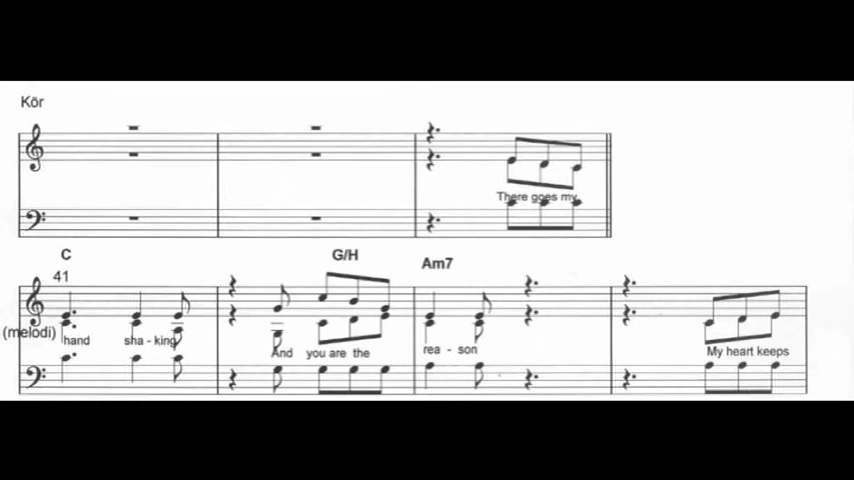 Kör
There goes my
C G/H Am7
41
(melodi) hand sha - king And you are the rea - son My heart keeps